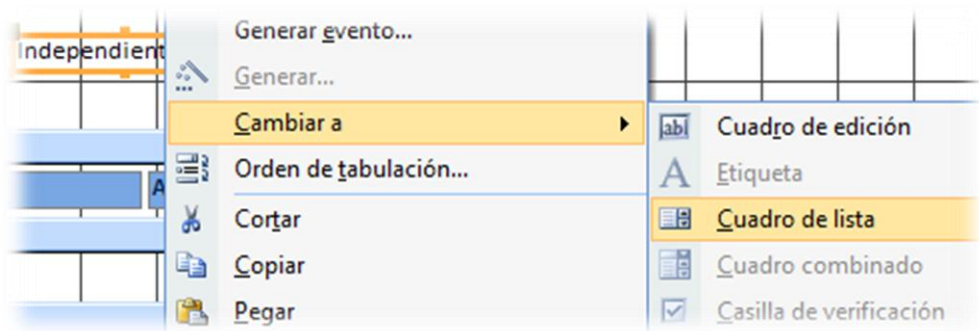 Independient
Generar evento...
Generar...
Cambiar a
Orden de tabulación...
Cortar
Copiar
Pegar
A
Cuadro de edición
Etiqueta
Cuadro de lista
Cuadro combinado
Casilla de verificación